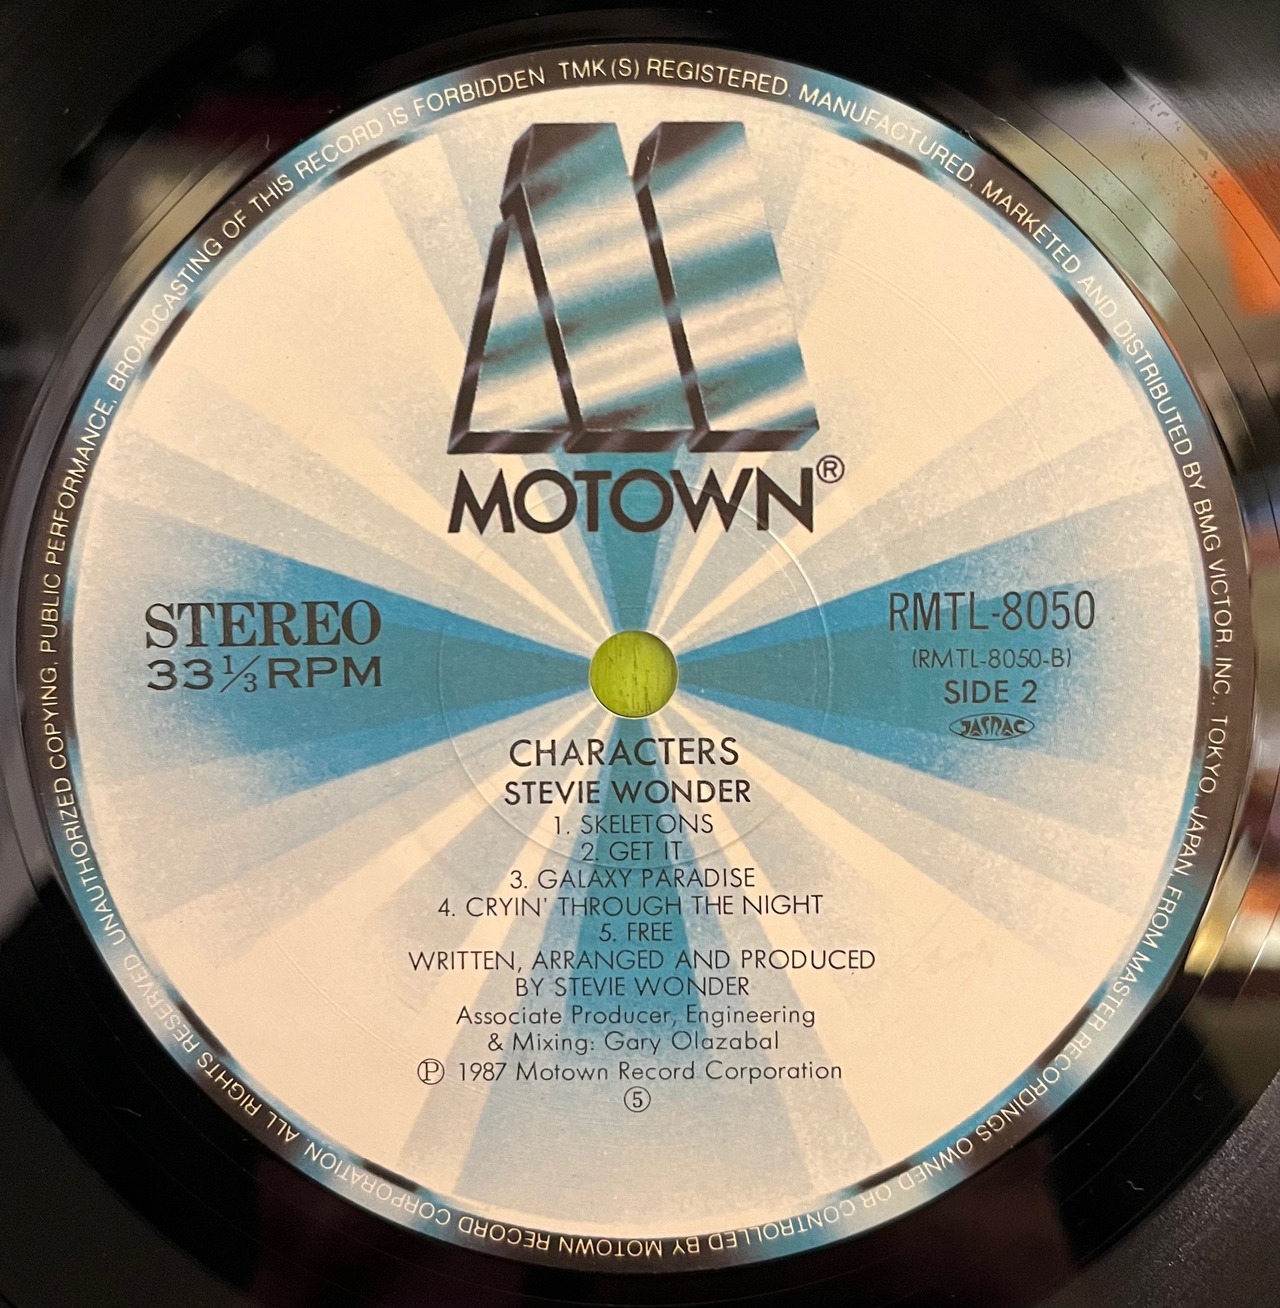 TMK(S) REGISTERED. MANUFACTURED, MARKETED AND DISTRIBUTED BY BMG VICTOR, INC., TOKYO, JAPAN, FROM MASTER RECORDINGS OWNED OR CONTROLLED BY MOTOWN RECORD CORPORATION. ALL RIGHTS RESERVED. UNAUTHORIZED COPYING, PUBLIC PERFORMANCE, BROADCASTING OF THIS RECORD IS FORBIDDEN.
M
MOTOWN®
STEREO
33 1/3 RPM
RMTL-8050
(RMTL-8050-B)
SIDE 2
JASRAC
CHARACTERS
STEVIE WONDER
1. SKELETONS
2. GET IT
3. GALAXY PARADISE
4. CRYIN' THROUGH THE NIGHT
5. FREE
WRITTEN, ARRANGED AND PRODUCED
BY STEVIE WONDER
Associate Producer, Engineering
& Mixing: Gary Olazabal
Ⓟ 1987 Motown Record Corporation
⑤